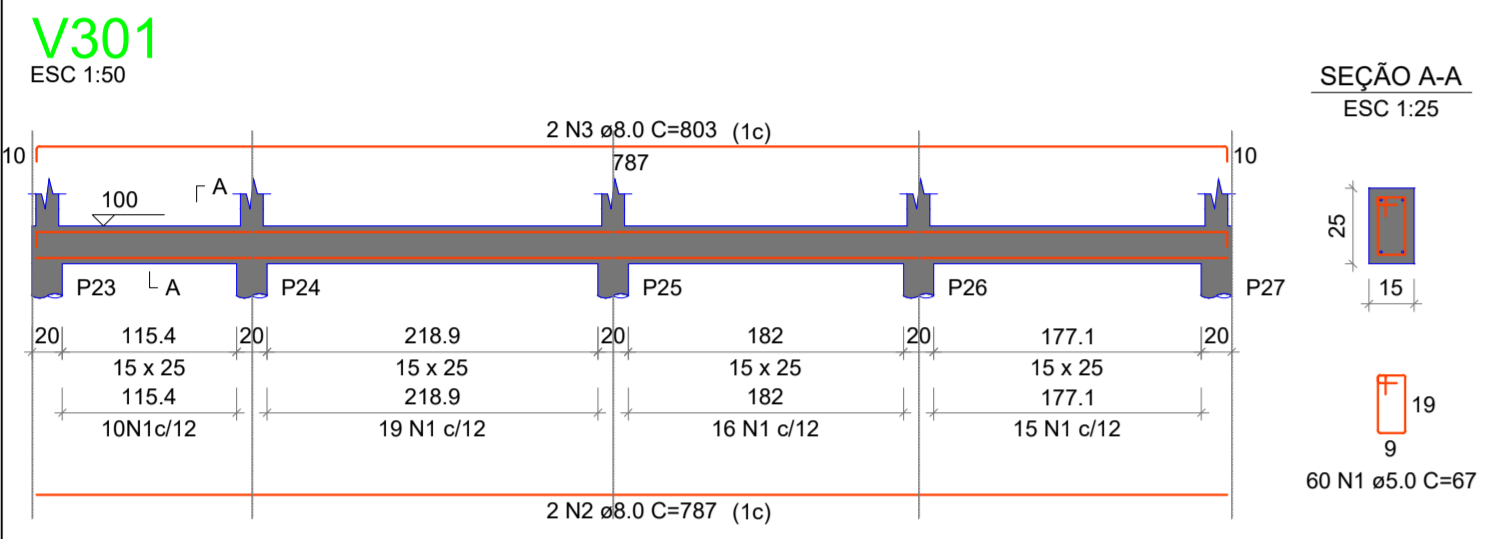 V301
ESC 1:50
SEÇÃO A-A
ESC 1:25
2 N3 ø8.0 C=803 (1c)
10
787
10
A
100
25
P23
A
P24
P25
P26
P27
15
20
115.4
20
218.9
20
182
20
177.1
20
15 x 25
15 x 25
15 x 25
15 x 25
115.4
218.9
182
177.1
10N1c/12
19 N1 c/12
16 N1 c/12
15 N1 c/12
19
9
60 N1 ø5.0 C=67
2 N2 ø8.0 C=787 (1c)